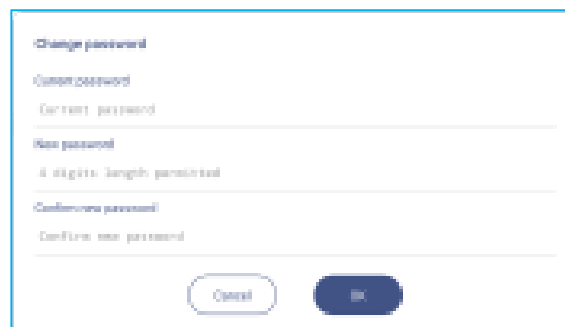 Change password
Current password
Current password
New password
4 digits length permitted
Confirm new password
Confirm new password
Cancel
OK